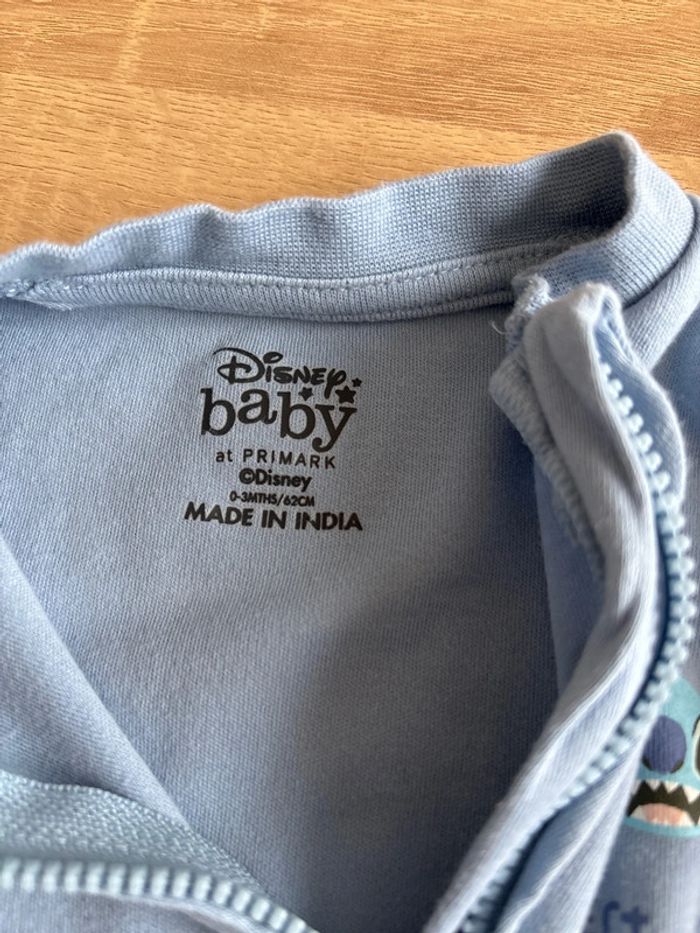 Disney
baby
at PRIMARK
©Disney
0-3MTHS/62CM
MADE IN INDIA